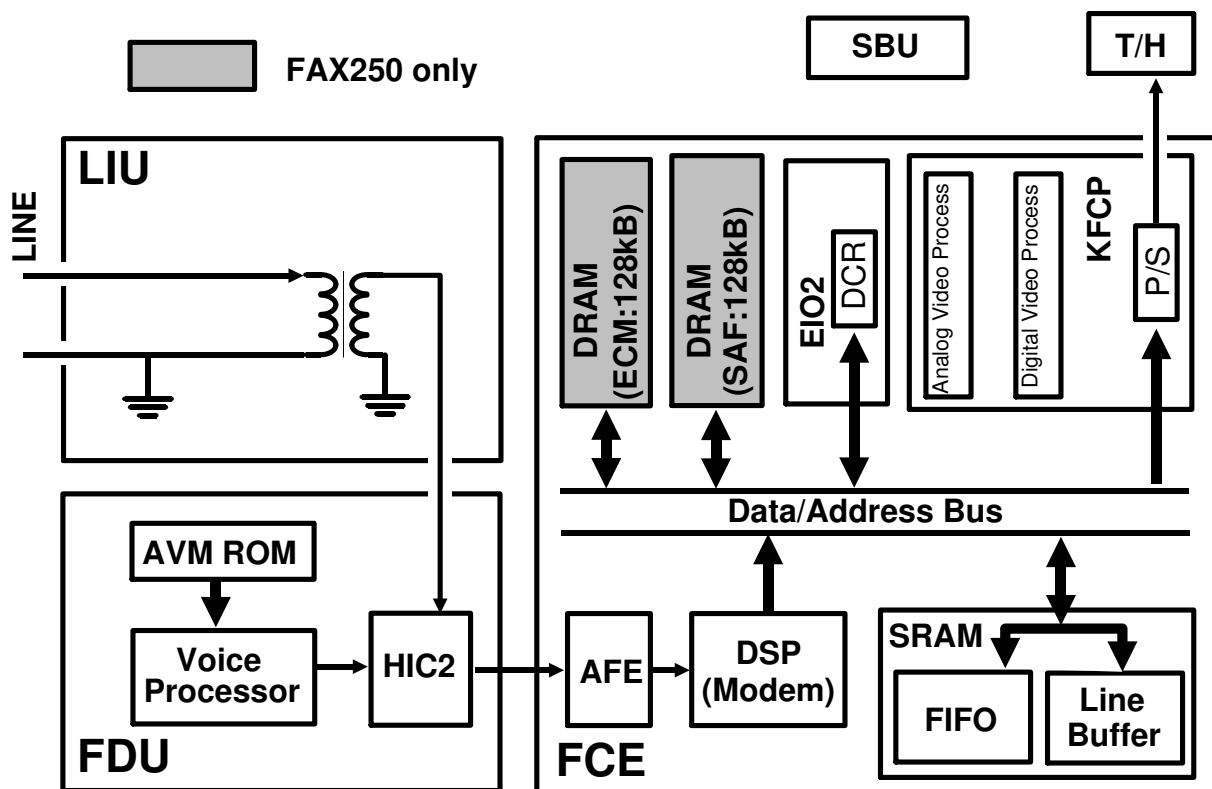 FAX250 only
SBU
T/H
LIU
LINE
DRAM
(ECM:128kB)
DRAM
(SAF:128kB)
EIO2
DCR
Analog Video Process
Digital Video Process
KFCP
P/S
Data/Address Bus
AVM ROM
Voice
Processor
HIC2
FDU
AFE
DSP
(Modem)
FCE
SRAM
FIFO
Line
Buffer